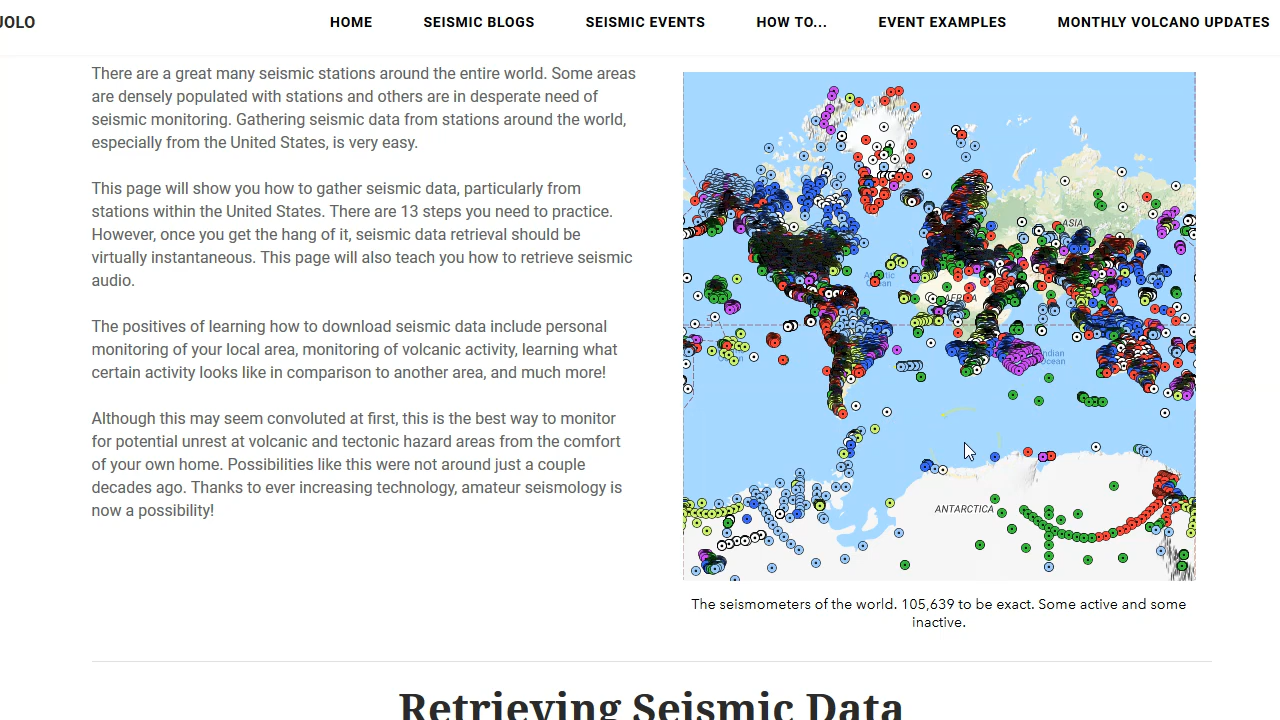 JOLO
HOME SEISMIC BLOGS SEISMIC EVENTS HOW TO... EVENT EXAMPLES MONTHLY VOLCANO UPDATES
There are a great many seismic stations around the entire world. Some areas
are densely populated with stations and others are in desperate need of
seismic monitoring. Gathering seismic data from stations around the world,
especially from the United States, is very easy.
This page will show you how to gather seismic data, particularly from
stations within the United States. There are 13 steps you need to practice.
However, once you get the hang of it, seismic data retrieval should be
virtually instantaneous. This page will also teach you how to retrieve seismic
audio.
The positives of learning how to download seismic data include personal
monitoring of your local area, monitoring of volcanic activity, learning what
certain activity looks like in comparison to another area, and much more!
Although this may seem convoluted at first, this is the best way to monitor
for potential unrest at volcanic and tectonic hazard areas from the comfort
of your own home. Possibilities like this were not around just a couple
decades ago. Thanks to ever increasing technology, amateur seismology is
now a possibility!
ASIA
Atlantic
Ocean
AFRICA
Indian
Ocean
ANTARCTICA
The seismometers of the world. 105,639 to be exact. Some active and some
inactive.
Retrieving Seismic Data